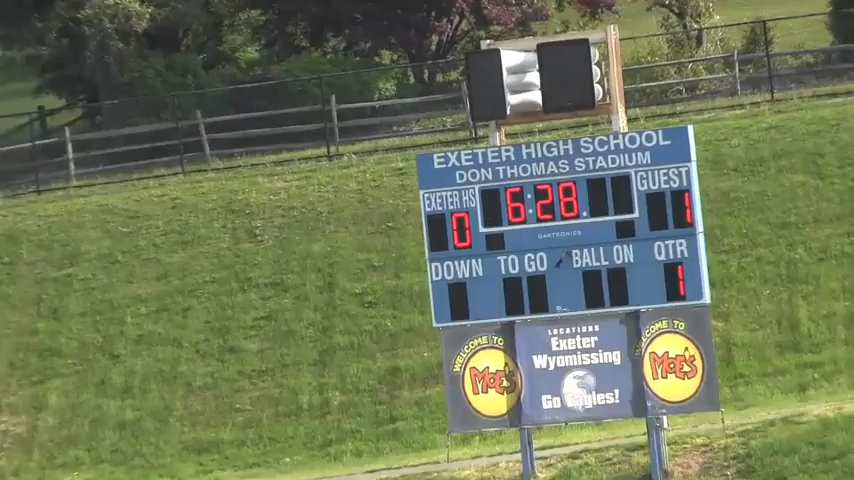 EXETER HIGH SCHOOL
DON THOMAS STADIUM
EXETER HS
GUEST
0
6:28
1
DAKTRONICS
DOWN
TO GO
BALL ON
QTR
1
WELCOME TO
MOE'S
LOCATIONS
Exeter
Wyomissing
Go Eagles!
WELCOME TO
MOE'S